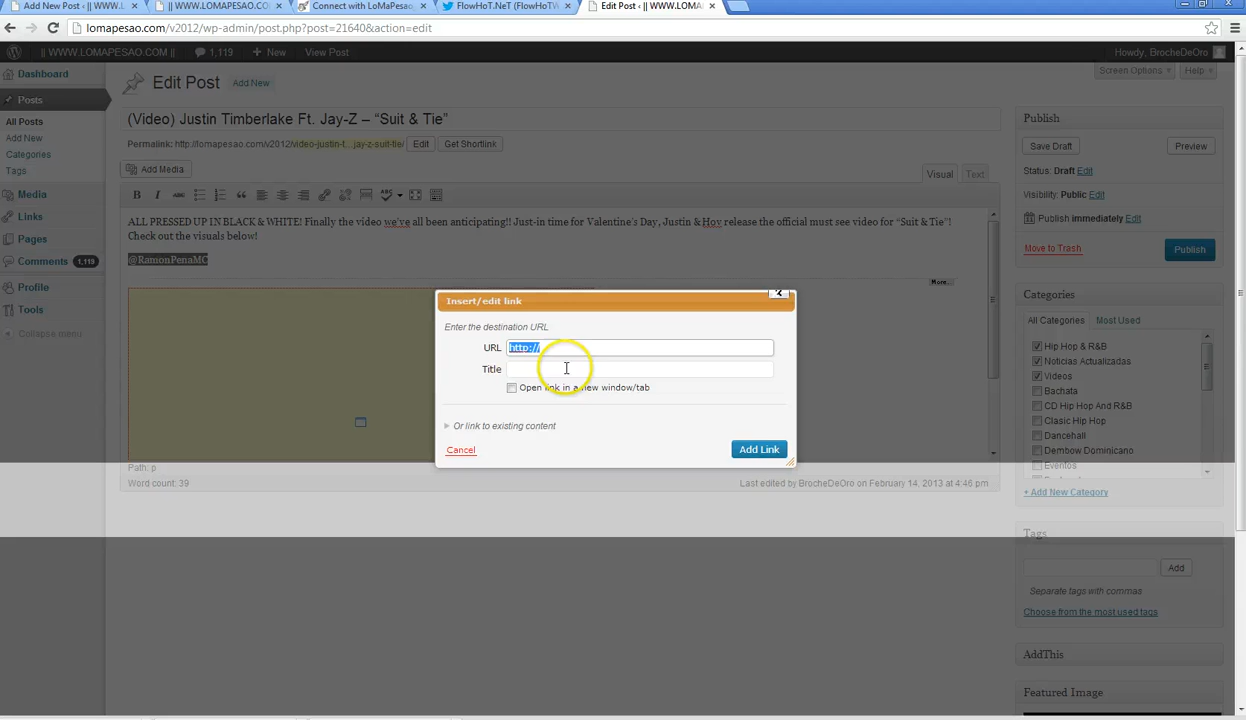 Add New Post ‹ || WWW.L
|| WWW.LOMAPESAO.COM |
Connect with LoMaPesao
FlowHoT.NeT (FlowHoTW
Edit Post ‹ || WWW.LOMA
lomapesao.com/v2012/wp-admin/post.php?post=21640&action=edit
|| WWW.LOMAPESAO.COM ||
1,119
+ New
View Post
Howdy, BrocheDeOro
Dashboard
Posts
All Posts
Add New
Categories
Tags
Media
Links
Pages
Comments 1,119
Profile
Tools
Collapse menu
Edit Post
Add New
Screen Options
Help
(Video) Justin Timberlake Ft. Jay-Z – “Suit & Tie”
Permalink: http://lomapesao.com/v2012/video-justin-t...jay-z-suit-tie/ Edit Get Shortlink
Add Media
Visual
Text
B I ABC
ABC
ALL PRESSED UP IN BLACK & WHITE! Finally the video we've all been anticipating!! Just-in time for Valentine's Day, Justin & Hov release the official must see video for “Suit & Tie”!
Check out the visuals below!
@RamonPenaMC
More...
Insert/edit link
Enter the destination URL
URL http://
Title
Open link in a new window/tab
Or link to existing content
Cancel
Add Link
Path: p
Word count: 39
Last edited by BrocheDeOro on February 14, 2013 at 4:46 pm
Publish
Save Draft
Preview
Status: Draft Edit
Visibility: Public Edit
Publish immediately Edit
Move to Trash
Publish
Categories
All Categories
Most Used
Hip Hop & R&B
Noticias Actualizadas
Videos
Bachata
CD Hip Hop And R&B
Clasic Hip Hop
Dancehall
Dembow Dominicano
Eventos
+ Add New Category
Tags
Add
Separate tags with commas
Choose from the most used tags
AddThis
Featured Image